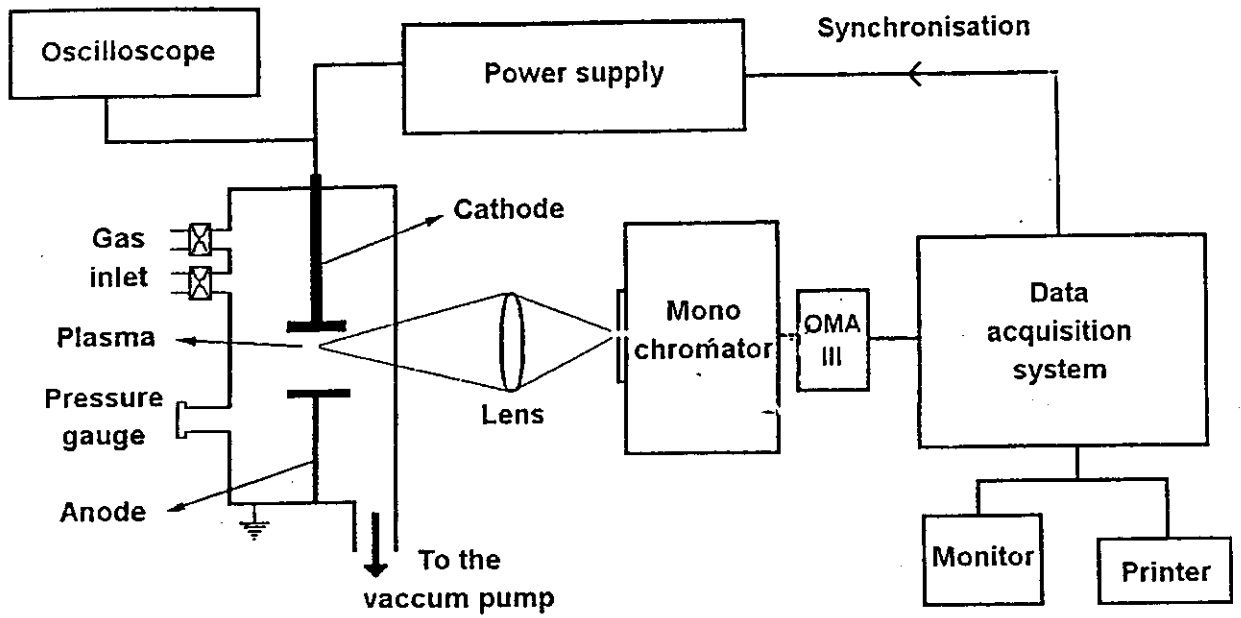 Oscilloscope
Power supply
Synchronisation
Cathode
Gas
inlet
Plasma
Pressure
gauge
Anode
Lens
Mono
chromator
OMA
III
Data
acquisition
system
Monitor
Printer
To the
vaccum pump